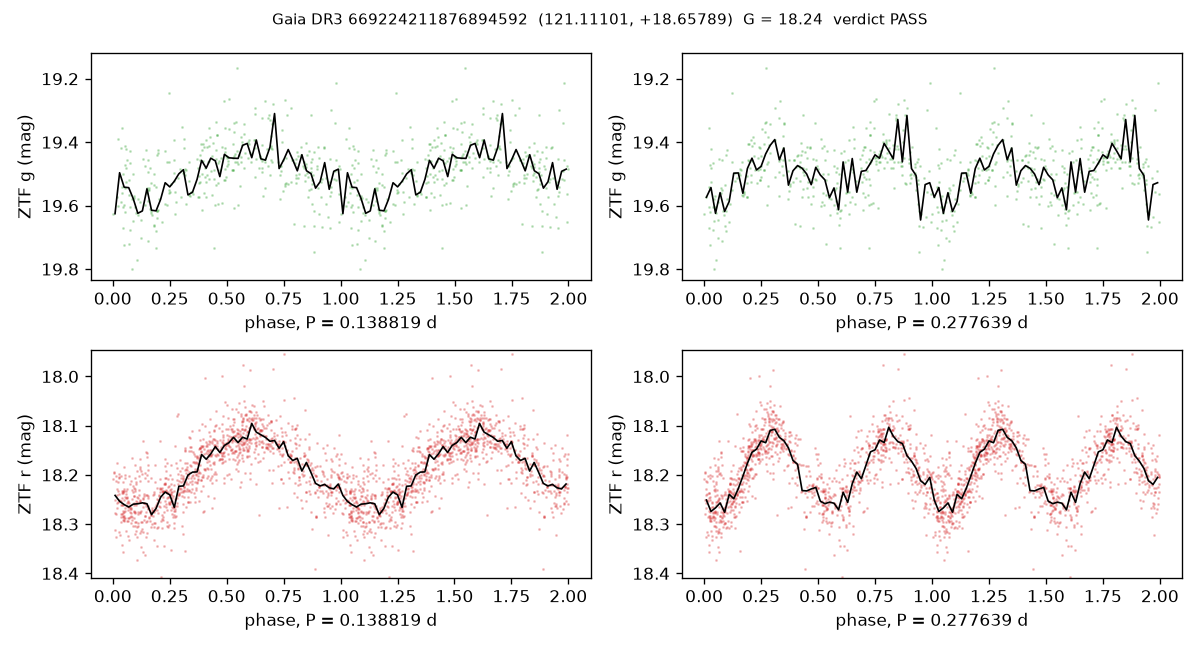 Gaia DR3 669224211876894592 (121.11101, +18.65789) G = 18.24 verdict PASS
ZTF g (mag)
19.2
19.4
19.6
19.8
0.00 0.25 0.50 0.75 1.00 1.25 1.50 1.75 2.00
phase, P = 0.138819 d
ZTF g (mag)
19.2
19.4
19.6
19.8
0.00 0.25 0.50 0.75 1.00 1.25 1.50 1.75 2.00
phase, P = 0.277639 d
ZTF r (mag)
18.0
18.1
18.2
18.3
18.4
0.00 0.25 0.50 0.75 1.00 1.25 1.50 1.75 2.00
phase, P = 0.138819 d
ZTF r (mag)
18.0
18.1
18.2
18.3
18.4
0.00 0.25 0.50 0.75 1.00 1.25 1.50 1.75 2.00
phase, P = 0.277639 d